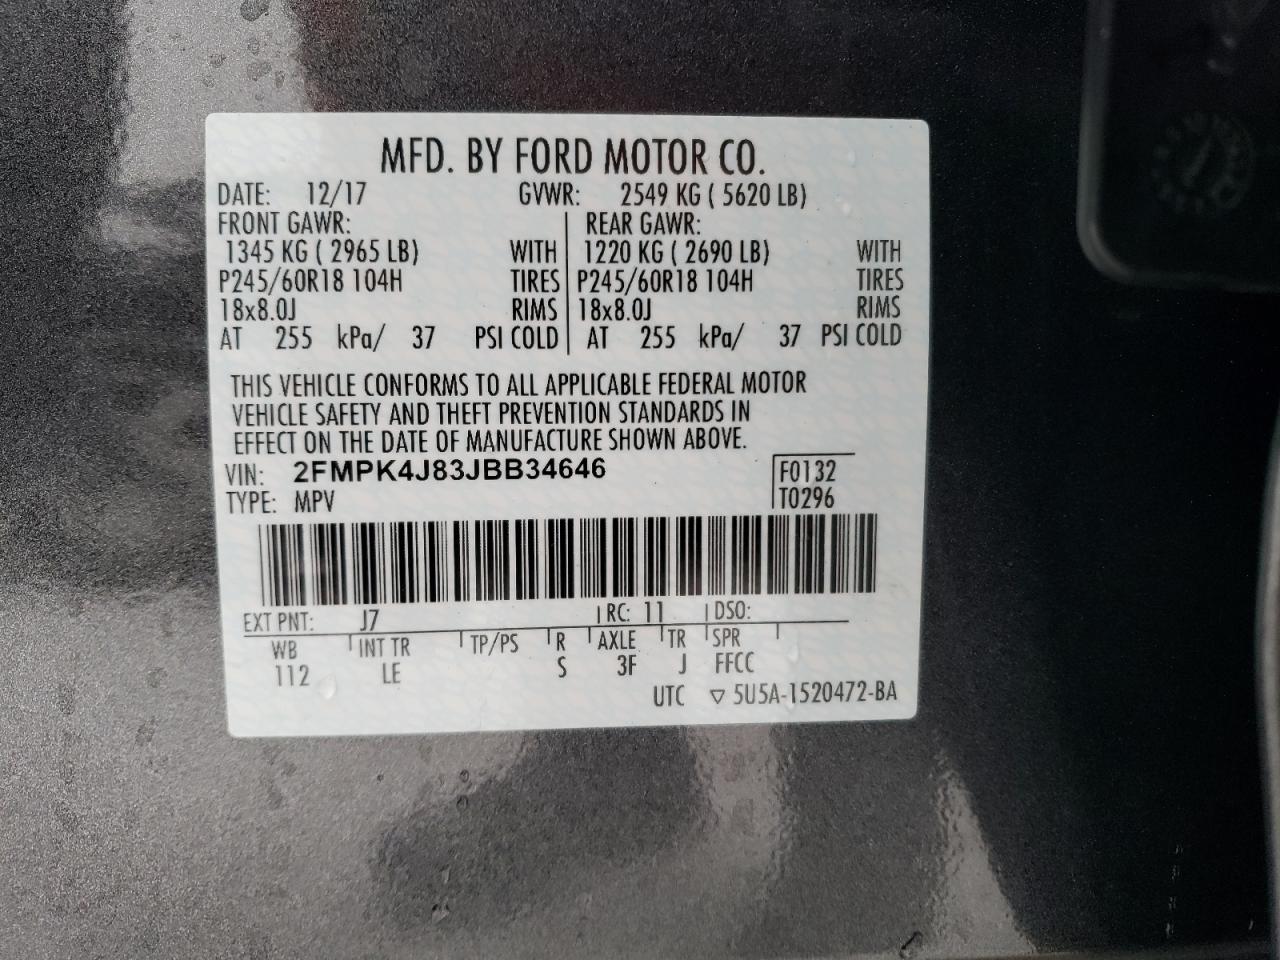 MFD. BY FORD MOTOR CO.
DATE: 12/17 GVWR: 2549 KG ( 5620 LB)
FRONT GAWR: REAR GAWR:
1345 KG ( 2965 LB) WITH 1220 KG ( 2690 LB) WITH
P245/60R18 104H TIRES P245/60R18 104H TIRES
18x8.0J RIMS 18x8.0J RIMS
AT 255 kPa/ 37 PSI COLD AT 255 kPa/ 37 PSI COLD
THIS VEHICLE CONFORMS TO ALL APPLICABLE FEDERAL MOTOR
VEHICLE SAFETY AND THEFT PREVENTION STANDARDS IN
EFFECT ON THE DATE OF MANUFACTURE SHOWN ABOVE.
VIN: 2FMPK4J83JBB34646 F0132
TYPE: MPV T0296
EXT PNT: J7 RC: 11 DSO:
WB INT TR TP/PS R AXLE TR SPR
112 LE S 3F J FFCC
UTC ▽ 5U5A-1520472-BA